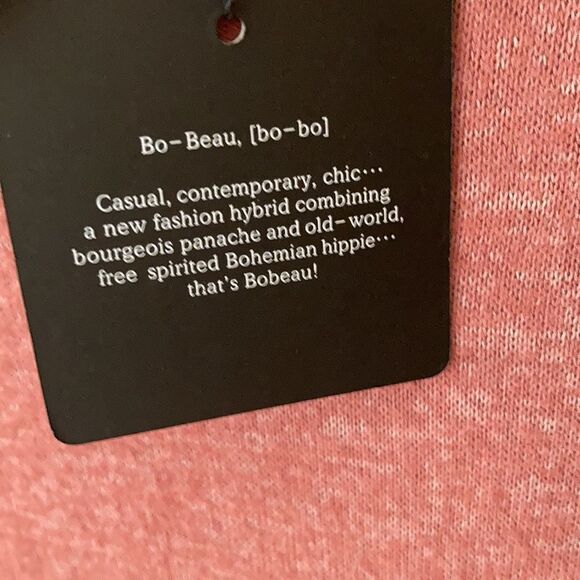 Bo-Beau, [bo-bo]
Casual, contemporary, chic...
a new fashion hybrid combining
bourgeois panache and old-world,
free spirited Bohemian hippie...
that's Bobeau!